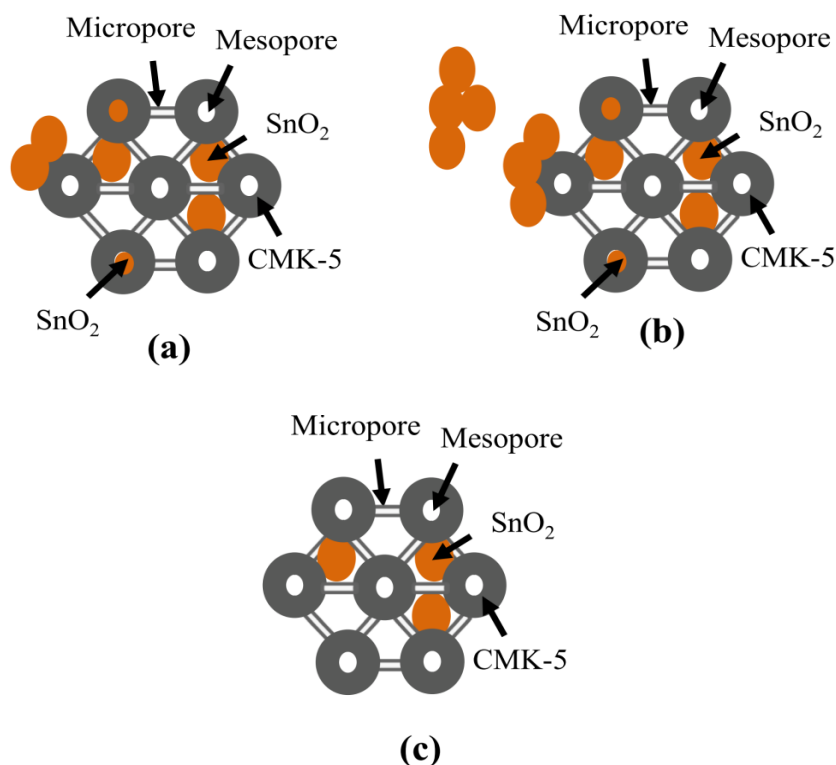 Micropore
Mesopore
SnO₂
CMK-5
SnO₂
(a)
Micropore
Mesopore
SnO₂
CMK-5
SnO₂
(b)
Micropore
Mesopore
SnO₂
CMK-5
(c)